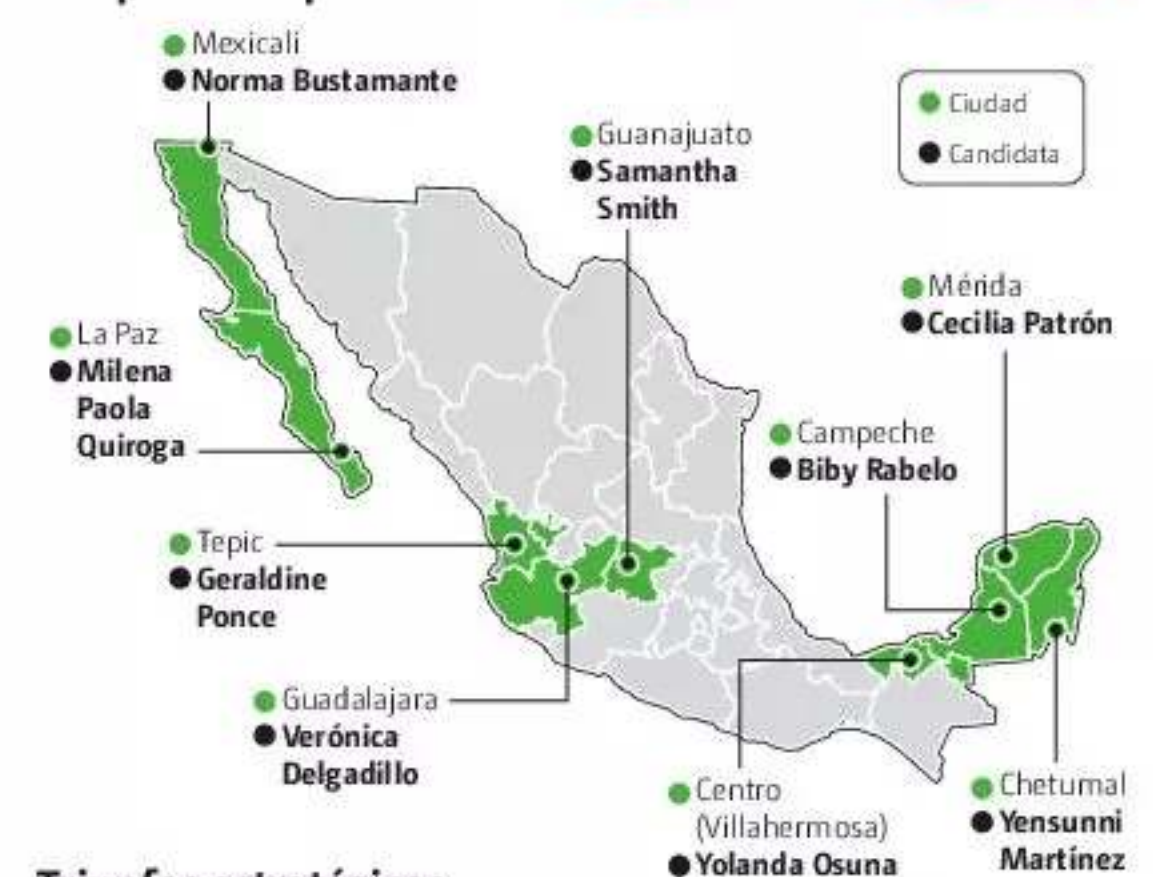 Mexicali
Norma Bustamante
Guanajuato
Samantha
Smith
Ciudad
Candidata
Mérida
Cecilia Patrón
La Paz
Milena
Paola
Quiroga
Campeche
Biby Rabelo
Tepic
Geraldine
Ponce
Guadalajara
Verónica
Delgadillo
Centro
(Villahermosa)
Yolanda Osuna
Chetumal
Yensunni
Martínez